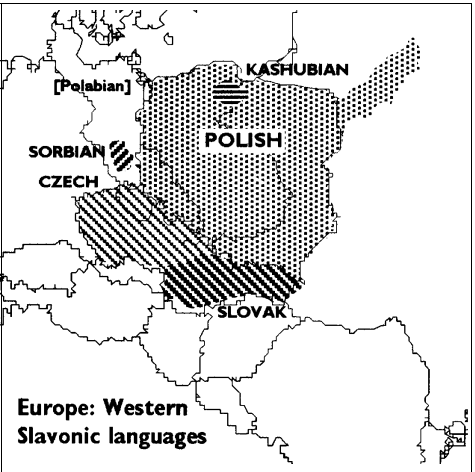 KASHUBIAN
[Polabian]
POLISH
SORBIAN
CZECH
SLOVAK
Europe: Western
Slavonic languages